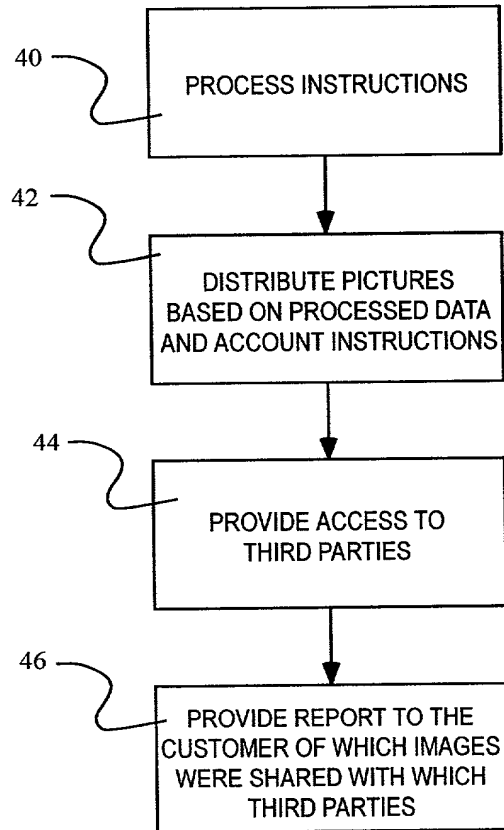 40
PROCESS INSTRUCTIONS
42
DISTRIBUTE PICTURES
BASED ON PROCESSED DATA
AND ACCOUNT INSTRUCTIONS
44
PROVIDE ACCESS TO
THIRD PARTIES
46
PROVIDE REPORT TO THE
CUSTOMER OF WHICH IMAGES
WERE SHARED WITH WHICH
THIRD PARTIES